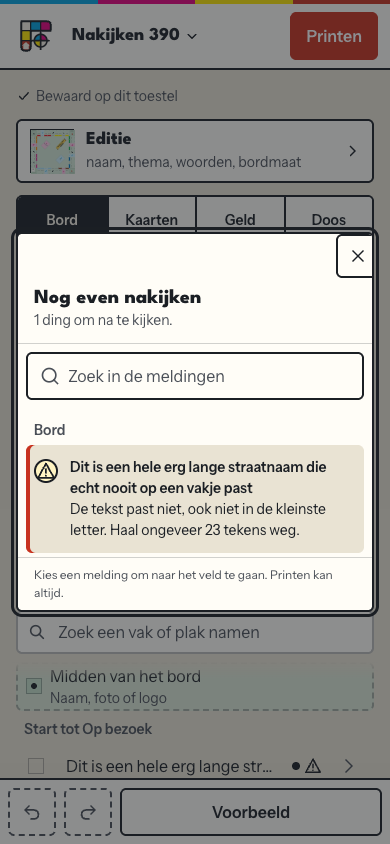 Nakijken 390
Printen
Bewaard op dit toestel
Editie
naam, thema, woorden, bordmaat
Bord
Kaarten
Geld
Doos
Nog even nakijken
1 ding om na te kijken.
Zoek in de meldingen
Bord
Dit is een hele erg lange straatnaam die
echt nooit op een vakje past
De tekst past niet, ook niet in de kleinste
letter. Haal ongeveer 23 tekens weg.
Kies een melding om naar het veld te gaan. Printen kan
altijd.
Zoek een vak of plak namen
Midden van het bord
Naam, foto of logo
Start tot Op bezoek
Dit is een hele erg lange str...
Voorbeeld